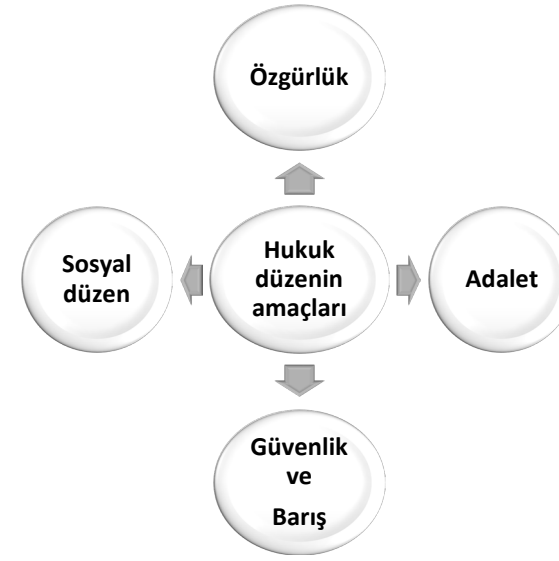 Özgürlük
Sosyal
düzen
Hukuk
düzenin
amaçları
Adalet
Güvenlik
ve
Barış